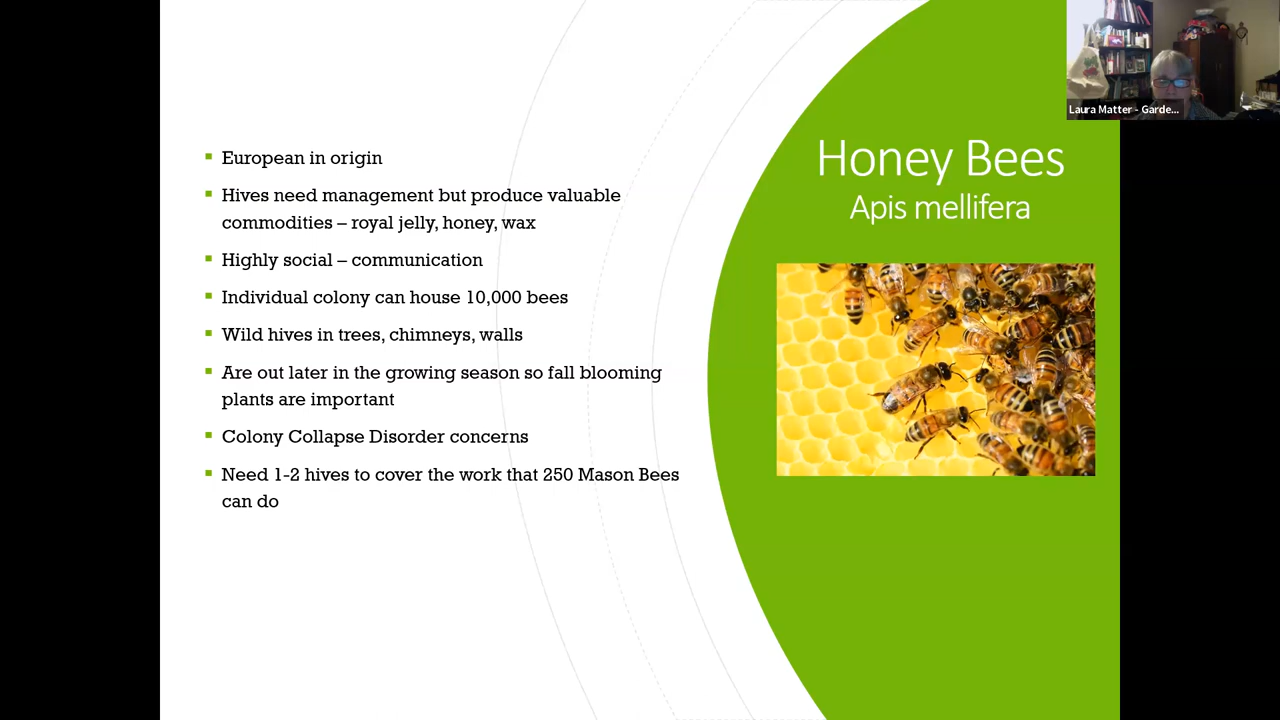 Laura Matter - Garde...
Honey Bees
Apis mellifera
European in origin
Hives need management but produce valuable
commodities – royal jelly, honey, wax
Highly social – communication
Individual colony can house 10,000 bees
Wild hives in trees, chimneys, walls
Are out later in the growing season so fall blooming
plants are important
Colony Collapse Disorder concerns
Need 1-2 hives to cover the work that 250 Mason Bees
can do